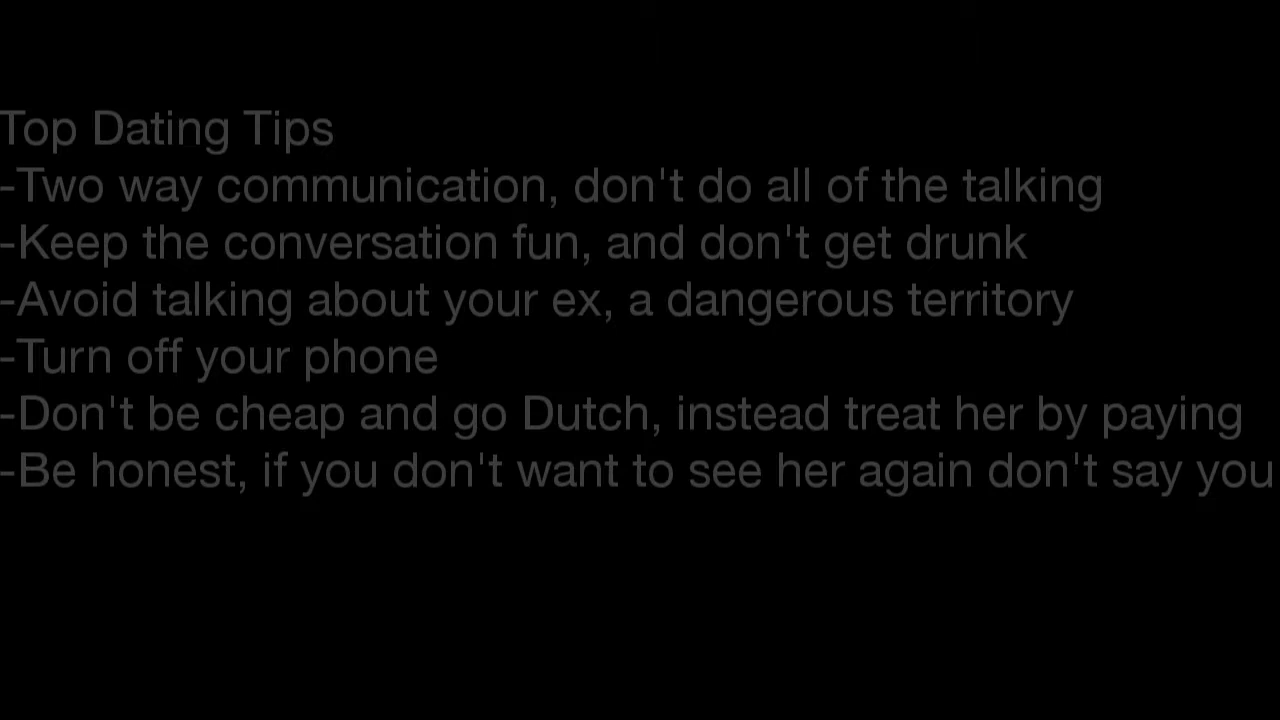 Top Dating Tips
-Two way communication, don't do all of the talking
-Keep the conversation fun, and don't get drunk
-Avoid talking about your ex, a dangerous territory
-Turn off your phone
-Don't be cheap and go Dutch, instead treat her by paying
-Be honest, if you don't want to see her again don't say you